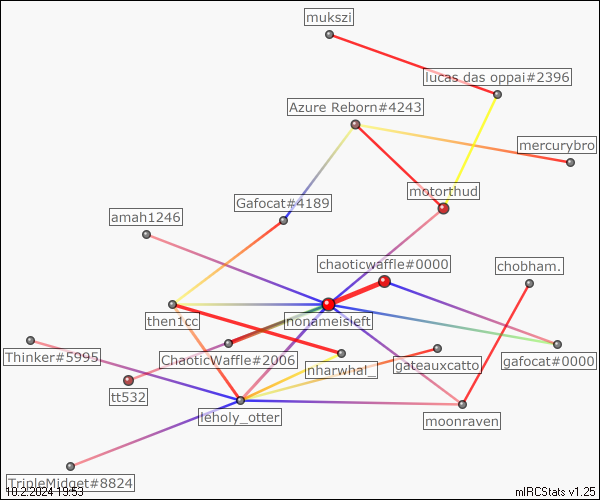 mukszi
lucas das oppai#2396
Azure Reborn#4243
mercurybro
motorthud
Gafocat#4189
amah1246
chaoticwaffle#0000
chobham.
then1cc
nonameisleft
Thinker#5995
ChaoticWaffle#2006
gafocat#0000
nharwhal_
gateauxcatto
tt532
leholy_otter
moonraven
TripleMidget#8824
10.2.2024 19:53
mIRCStats v1.25